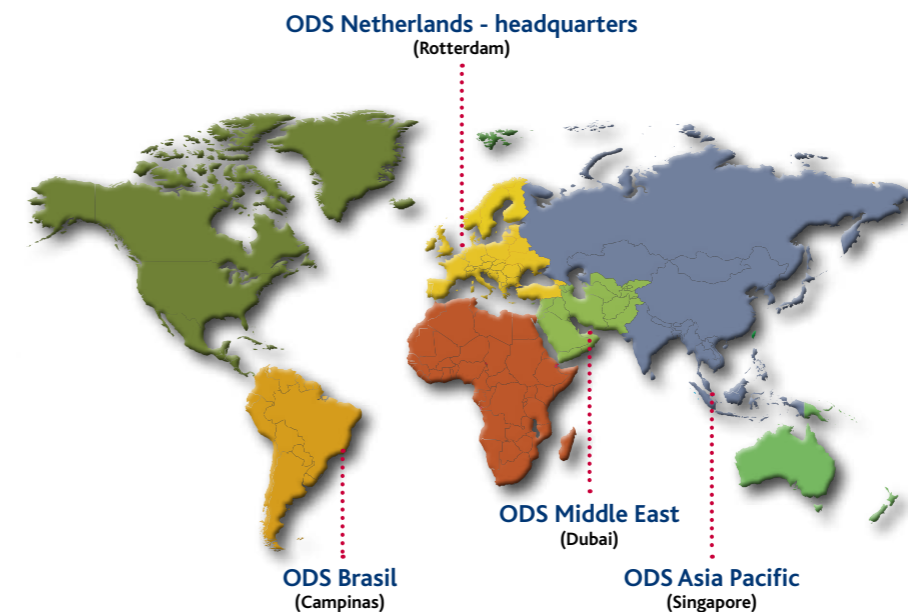 ODS Netherlands - headquarters
(Rotterdam)
ODS Middle East
(Dubai)
ODS Brasil
(Campinas)
ODS Asia Pacific
(Singapore)